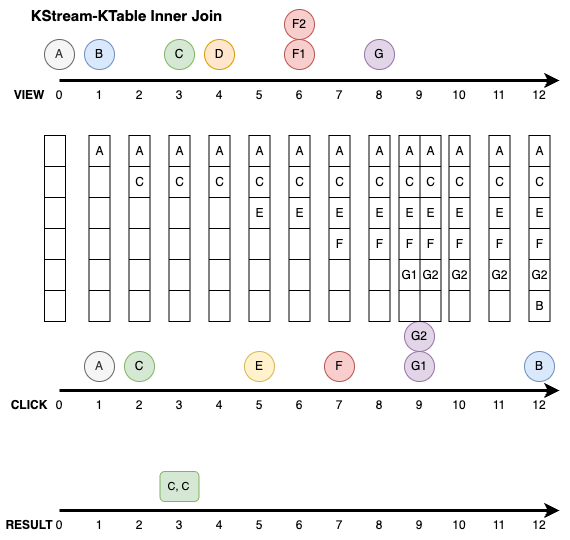 KStream-KTable Inner Join
F2
A B C D F1 G
VIEW 0 1 2 3 4 5 6 7 8 9 10 11 12
A A A A A A A A A A A A A
C C C C C C C C C C C C
E E E E E E E E E
F F F F F F F
G1 G2 G2 G2 G2
B
G2
A C E F G1 B
CLICK 0 1 2 3 4 5 6 7 8 9 10 11 12
C, C
RESULT 0 1 2 3 4 5 6 7 8 9 10 11 12